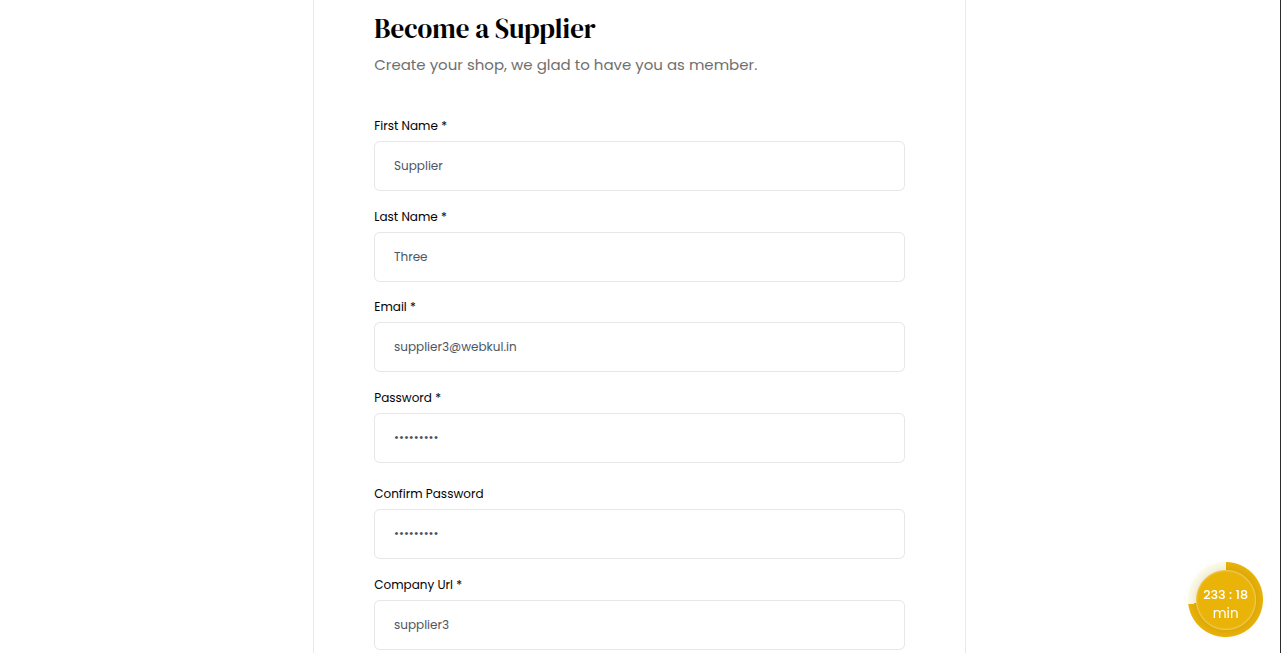 Become a Supplier
Create your shop, we glad to have you as member.
First Name *
Supplier
Last Name *
Three
Email *
supplier3@webkul.in
Password *
•••••••••
Confirm Password
•••••••••
Company Url *
supplier3
233 : 18
min